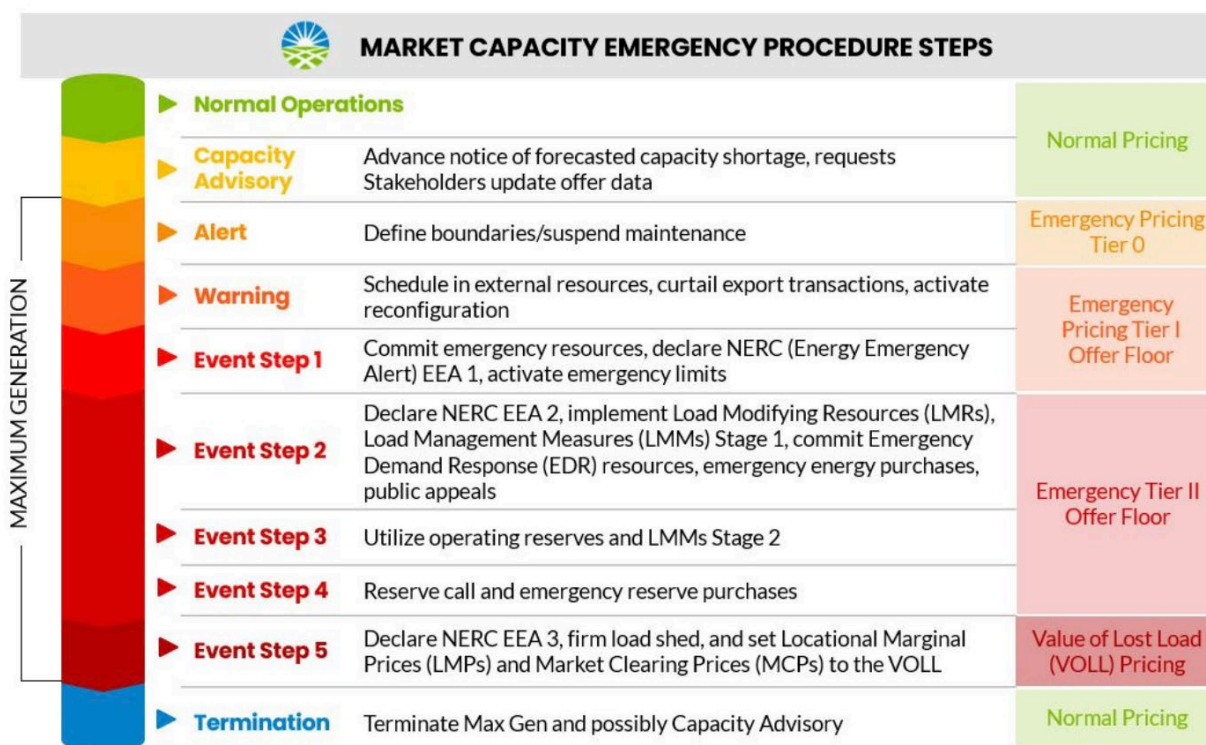 MARKET CAPACITY EMERGENCY PROCEDURE STEPS
MAXIMUM GENERATION
Normal Operations
Normal Pricing
Capacity
Advisory
Advance notice of forecasted capacity shortage, requests
Stakeholders update offer data
Alert
Define boundaries/suspend maintenance
Emergency Pricing
Tier 0
Warning
Schedule in external resources, curtail export transactions, activate
reconfiguration
Emergency
Pricing Tier I
Offer Floor
Event Step 1
Commit emergency resources, declare NERC (Energy Emergency
Alert) EEA 1, activate emergency limits
Event Step 2
Declare NERC EEA 2, implement Load Modifying Resources (LMRs),
Load Management Measures (LMMs) Stage 1, commit Emergency
Demand Response (EDR) resources, emergency energy purchases,
public appeals
Emergency Tier II
Offer Floor
Event Step 3
Utilize operating reserves and LMMs Stage 2
Event Step 4
Reserve call and emergency reserve purchases
Event Step 5
Declare NERC EEA 3, firm load shed, and set Locational Marginal
Prices (LMPs) and Market Clearing Prices (MCPs) to the VOLL
Value of Lost Load
(VOLL) Pricing
Termination
Terminate Max Gen and possibly Capacity Advisory
Normal Pricing